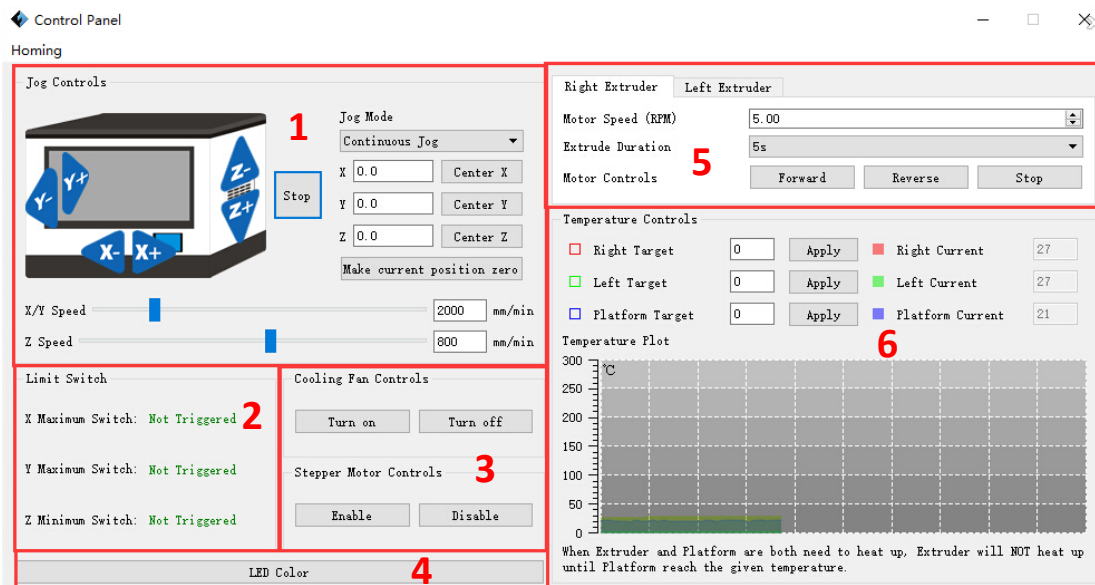 Control Panel
Homing
Jog Controls
1
Y-
Y+
X-
X+
Z-
Z+
Stop
Jog Mode
Continuous Jog
X 0.0 Center X
Y 0.0 Center Y
Z 0.0 Center Z
Make current position zero
X/Y Speed 2000 mm/min
Z Speed 800 mm/min
Limit Switch
2
X Maximum Switch: Not Triggered
Y Maximum Switch: Not Triggered
Z Minimum Switch: Not Triggered
Cooling Fan Controls
Turn on Turn off
3
Stepper Motor Controls
Enable Disable
LED Color
4
Right Extruder Left Extruder
Motor Speed (RPM) 5.00
Extrude Duration 5s
5
Motor Controls Forward Reverse Stop
Temperature Controls
Right Target 0 Apply Right Current 27
Left Target 0 Apply Left Current 27
Platform Target 0 Apply Platform Current 21
6
Temperature Plot
300 °C
250
200
150
100
50
0
When Extruder and Platform are both need to heat up, Extruder will NOT heat up
until Platform reach the given temperature.